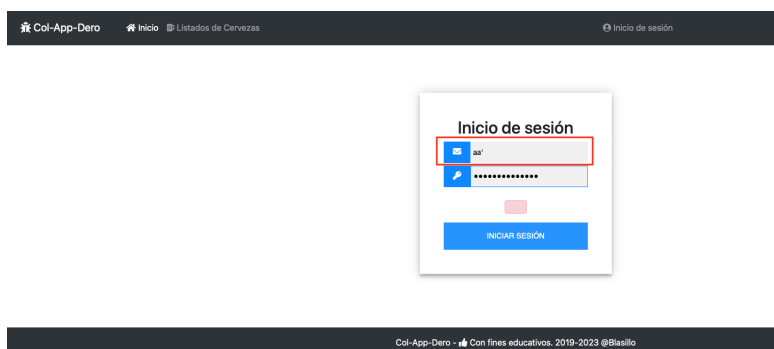 Col-App-Dero Inicio Listados de Cervezas Inicio de sesión
Inicio de sesión
aa'
••••••••••••••
INICIAR SESIÓN
Col-App-Dero - Con fines educativos. 2019-2023 @Blasillo